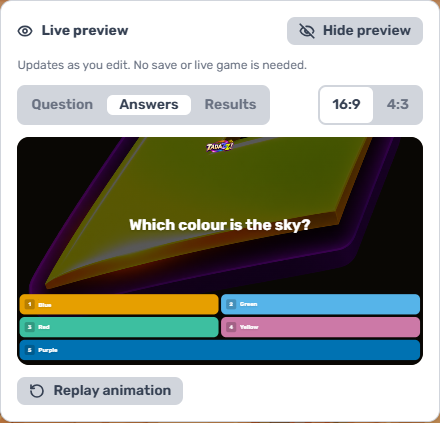 Live preview
Hide preview
Updates as you edit. No save or live game is needed.
Question
Answers
Results
16:9
4:3
Which colour is the sky?
1 Blue
2 Green
3 Red
4 Yellow
5 Purple
Replay animation